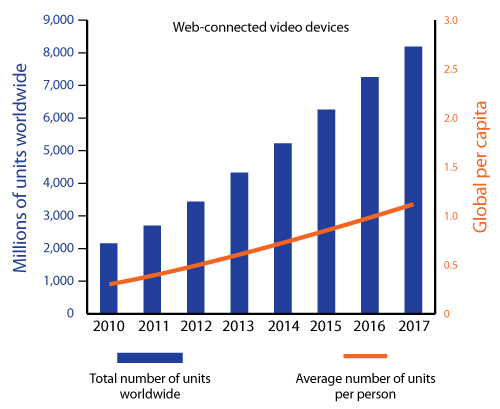 Web-connected video devices
Millions of units worldwide
9,000
8,000
7,000
6,000
5,000
4,000
3,000
2,000
1,000
0
3.0
2.5
2.0
1.5
1.0
0.5
0
Global per capita
2010 2011 2012 2013 2014 2015 2016 2017
Total number of units
worldwide
Average number of units
per person